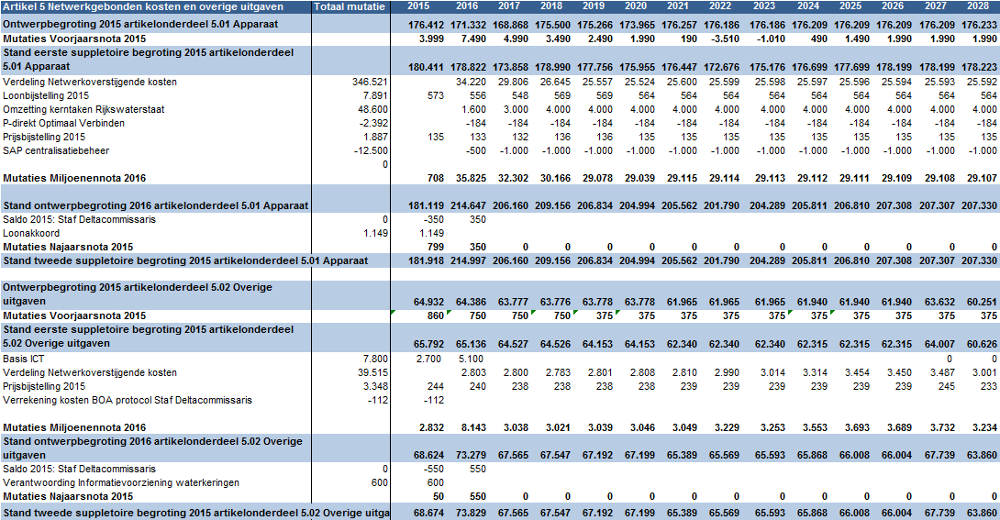 Artikel 5 Netwerkgebonden kosten en overige uitgaven Totaal mutatie 2015 2016 2017 2018 2019 2020 2021 2022 2023 2024 2025 2026 2027 2028
Ontwerpbegroting 2015 artikelonderdeel 5.01 Apparaat 176.412 171.332 168.868 175.500 175.266 173.965 176.257 176.186 176.186 176.209 176.209 176.209 176.209 176.233
Mutaties Voorjaarsnota 2015 3.999 7.490 4.990 3.490 2.490 1.990 190 -3.510 -1.010 490 1.490 1.990 1.990 1.990
Stand eerste suppletoire begroting 2015 artikelonderdeel
5.01 Apparaat 180.411 178.822 173.858 178.990 177.756 175.955 176.447 172.676 175.176 176.699 177.699 178.199 178.199 178.223
Verdeling Netwerkoverstijgende kosten 346.521 34.220 29.806 26.645 25.557 25.524 25.600 25.599 25.598 25.597 25.596 25.594 25.593 25.592
Loonbijstelling 2015 7.891 573 556 548 569 569 564 564 564 564 564 564 564 564 564
Omzetting kerntaken Rijkswaterstaat 48.600 1.600 3.000 4.000 4.000 4.000 4.000 4.000 4.000 4.000 4.000 4.000 4.000 4.000
P-direkt Optimaal Verbinden -2.392 -184 -184 -184 -184 -184 -184 -184 -184 -184 -184 -184 -184 -184
Prijsbijstelling 2015 1.887 135 133 132 136 136 135 135 135 135 135 135 135 135 135
SAP centralisatiebeheer -12.500 -500 -1.000 -1.000 -1.000 -1.000 -1.000 -1.000 -1.000 -1.000 -1.000 -1.000 -1.000 -1.000
0
Mutaties Miljoenennota 2016 708 35.825 32.302 30.166 29.078 29.039 29.115 29.114 29.113 29.112 29.111 29.109 29.108 29.107
Stand ontwerpbegroting 2016 artikelonderdeel 5.01 Apparaat 181.119 214.647 206.160 209.156 206.834 204.994 205.562 201.790 204.289 205.811 206.810 207.308 207.307 207.330
Saldo 2015: Staf Deltacommissaris 0 -350 350
Loonakkoord 1.149 1.149
Mutaties Najaarsnota 2015 799 350 0 0 0 0 0 0 0 0 0 0 0 0
Stand tweede suppletoire begroting 2015 artikelonderdeel 5.01 Apparaat 181.918 214.997 206.160 209.156 206.834 204.994 205.562 201.790 204.289 205.811 206.810 207.308 207.307 207.330
Ontwerpbegroting 2015 artikelonderdeel 5.02 Overige
uitgaven 64.932 64.386 63.777 63.776 63.778 63.778 61.965 61.965 61.965 61.940 61.940 61.940 63.632 60.251
Mutaties Voorjaarsnota 2015 860 750 750 750 375 375 375 375 375 375 375 375 375 375
Stand eerste suppletoire begroting 2015 artikelonderdeel
5.02 Overige uitgaven 65.792 65.136 64.527 64.526 64.153 64.153 62.340 62.340 62.340 62.315 62.315 62.315 64.007 60.626
Basis ICT 7.800 2.700 5.100 0 0
Verdeling Netwerkoverstijgende kosten 39.515 2.803 2.800 2.783 2.801 2.808 2.810 2.990 3.014 3.314 3.454 3.450 3.487 3.001
Prijsbijstelling 2015 3.348 244 240 238 238 238 238 239 239 239 239 239 239 245 233
Verrekening kosten BOA protocol Staf Deltacommissaris -112 -112
Mutaties Miljoenennota 2016 2.832 8.143 3.038 3.021 3.039 3.046 3.049 3.229 3.253 3.553 3.693 3.689 3.732 3.234
Stand ontwerpbegroting 2016 artikelonderdeel 5.02 Overige
uitgaven 68.624 73.279 67.565 67.547 67.192 67.199 65.389 65.569 65.593 65.868 66.008 66.004 67.739 63.860
Saldo 2015: Staf Deltacommissaris 0 -550 550
Verantwoording Informatievoorziening waterkeringen 600 600
Mutaties Najaarsnota 2015 50 550 0 0 0 0 0 0 0 0 0 0 0 0
Stand tweede suppletoire begroting 2015 artikelonderdeel 5.02 Overige uitga 68.674 73.829 67.565 67.547 67.192 67.199 65.389 65.569 65.593 65.868 66.008 66.004 67.739 63.860